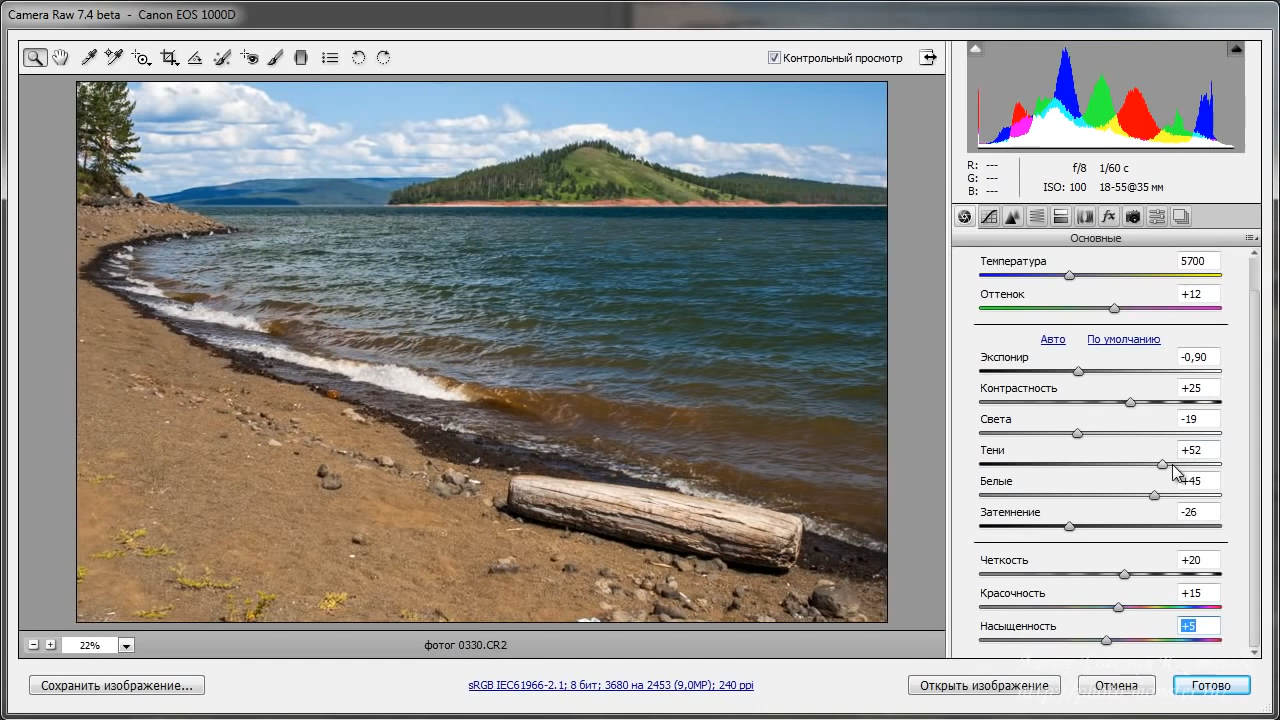 Camera Raw 7.4 beta - Canon EOS 1000D
Контрольный просмотр
R: ---
G: ---
B: ---
f/8 1/60 с
ISO: 100 18-55@35 мм
Основные
Температура 5700
Оттенок +12
Авто По умолчанию
Экспонир -0,90
Контрастность +25
Света -19
Тени +52
Белые +45
Затемнение -26
Четкость +20
Красочность +15
Насыщенность +5
22%
фотог 0330.CR2
Сохранить изображение...
sRGB IEC61966-2.1; 8 бит; 3680 на 2453 (9,0MP); 240 ppi
Открыть изображение
Отмена
Готово